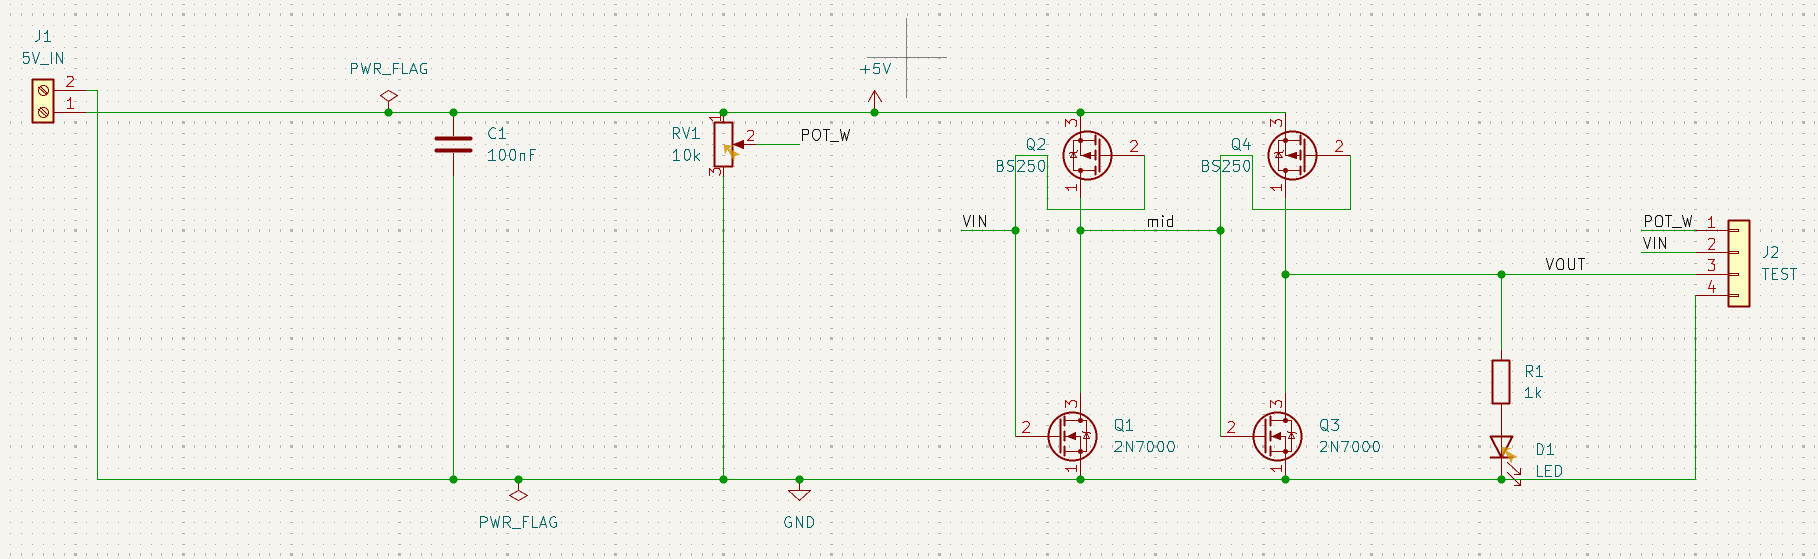 J1
5V_IN
2
1
PWR_FLAG
C1
100nF
RV1
10k
1
2
3
POT_W
+5V
Q2
BS250
3
2
1
Q4
BS250
3
2
1
VIN
mid
VOUT
POT_W
VIN
1
2
3
4
J2
TEST
Q1
2N7000
3
2
1
Q3
2N7000
3
2
1
R1
1k
D1
LED
PWR_FLAG
GND